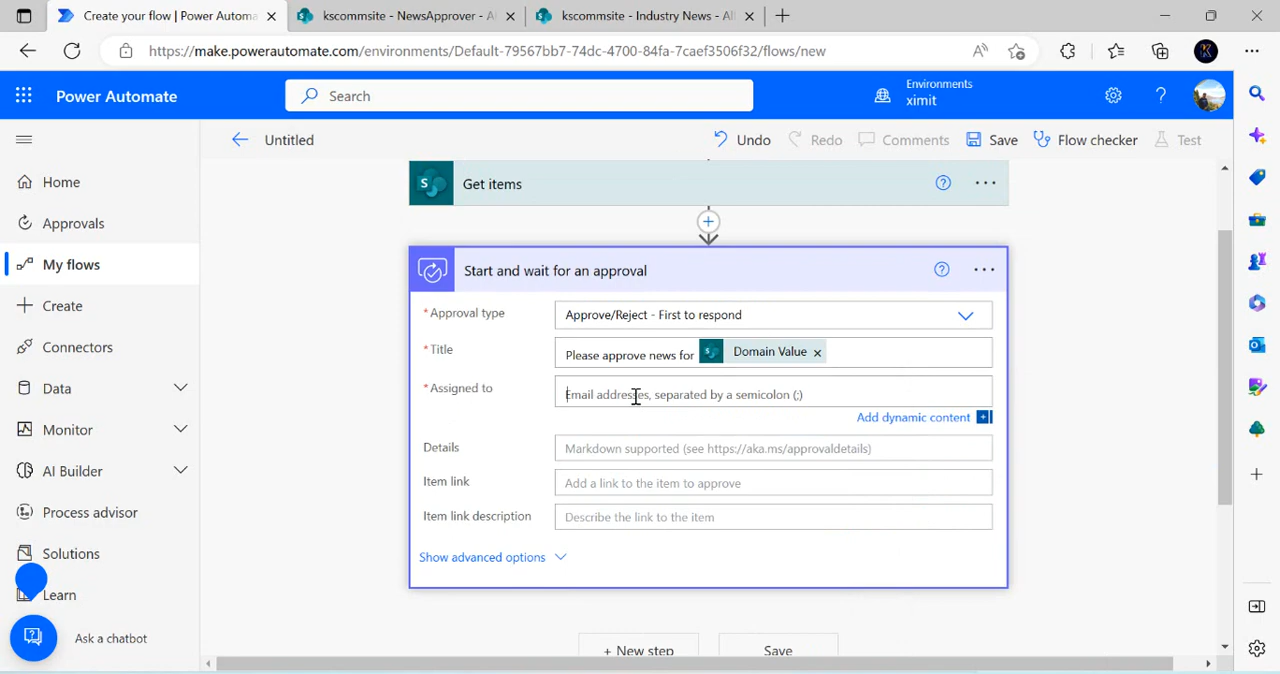 Create your flow | Power Automa
kscommsite - NewsApprover - Al
kscommsite - Industry News - All
https://make.powerautomate.com/environments/Default-79567bb7-74dc-4700-84fa-7caef3506f32/flows/new
Power Automate
Search
Environments
ximit
Untitled
Undo
Redo
Comments
Save
Flow checker
Test
Home
Approvals
My flows
Create
Connectors
Data
Monitor
AI Builder
Process advisor
Solutions
Learn
Ask a chatbot
Get items
Start and wait for an approval
*Approval type
Approve/Reject - First to respond
*Title
Please approve news for Domain Value ×
*Assigned to
Email addresses, separated by a semicolon (;)
Add dynamic content
Details
Markdown supported (see https://aka.ms/approvaldetails)
Item link
Add a link to the item to approve
Item link description
Describe the link to the item
Show advanced options
+ New step
Save